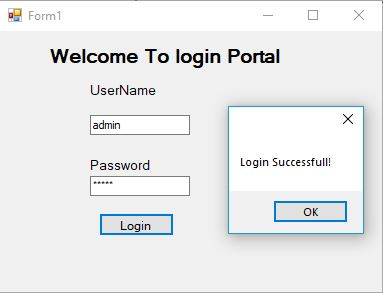 Form1
Welcome To login Portal
UserName
admin
Login Successfull!
Password
*****
OK
Login